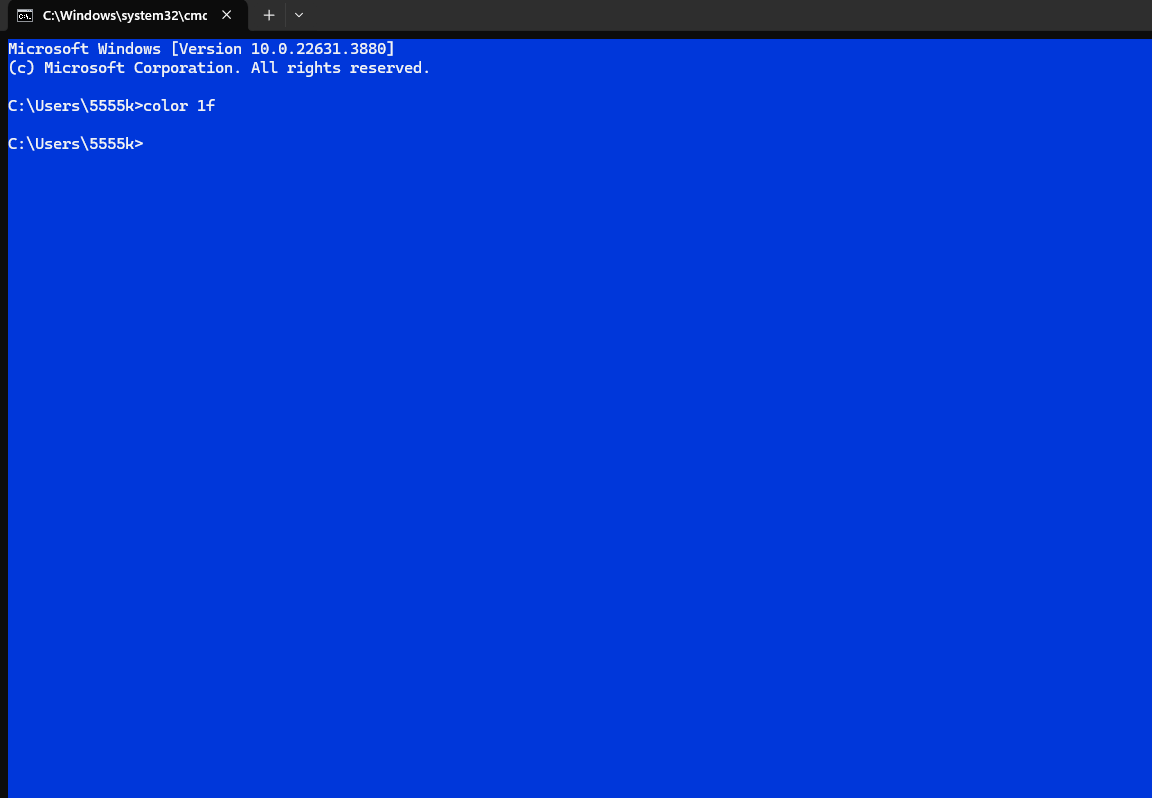 C:\Windows\system32\cmd
Microsoft Windows [Version 10.0.22631.3880]
(c) Microsoft Corporation. All rights reserved.
C:\Users\5555k>color 1f
C:\Users\5555k>